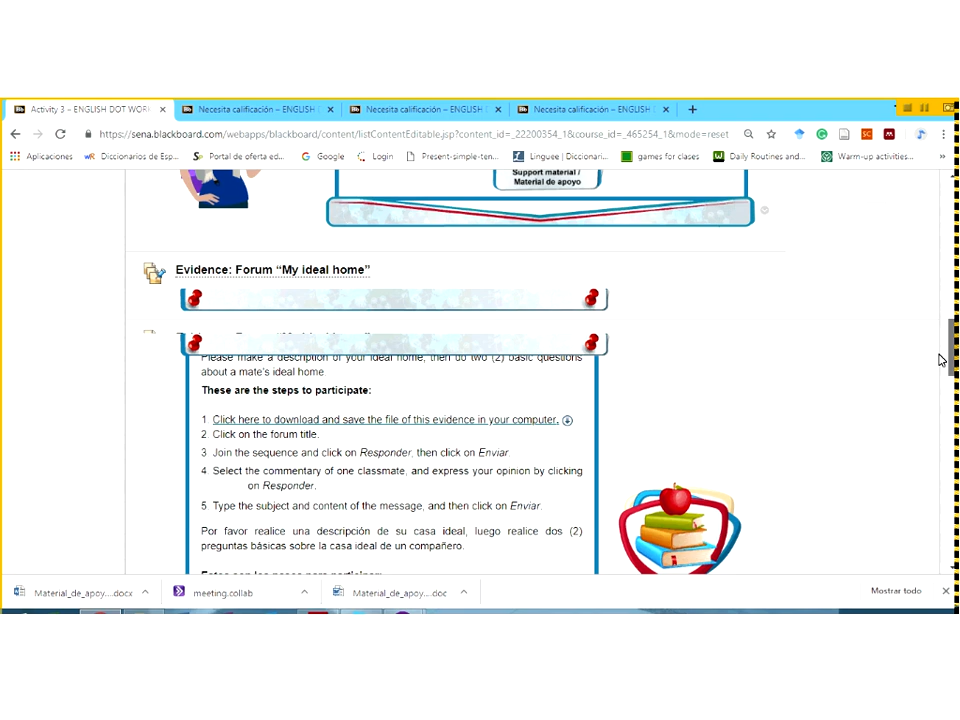 Activity 3 – ENGLISH DOT WOR
Necesita calificación – ENGLISH
Necesita calificación – ENGLISH
Necesita calificación – ENGLISH
https://sena.blackboard.com/webapps/blackboard/content/listContentEditable.jsp?content_id=_22200354_1&course_id=_465254_1&mode=reset
Aplicaciones
Diccionarios de Esp...
Portal de oferta ed...
Google
Login
Present-simple-ten...
Linguee | Diccionari...
games for clases
Daily Routines and...
Warm-up activities...
»
Support material /
Material de apoyo
Evidence: Forum “My ideal home”
Please make a description of your ideal home, then do two (2) basic questions
about a mate's ideal home.
These are the steps to participate:
1. Click here to download and save the file of this evidence in your computer.
2. Click on the forum title.
3. Join the sequence and click on Responder, then click on Enviar.
4. Select the commentary of one classmate, and express your opinion by clicking
on Responder.
5. Type the subject and content of the message, and then click on Enviar.
Por favor realice una descripción de su casa ideal, luego realice dos (2)
preguntas básicas sobre la casa ideal de un compañero.
Estos son los pasos para participar:
Material_de_apoy....docx
meeting.collab
Material_de_apoy....doc
Mostrar todo